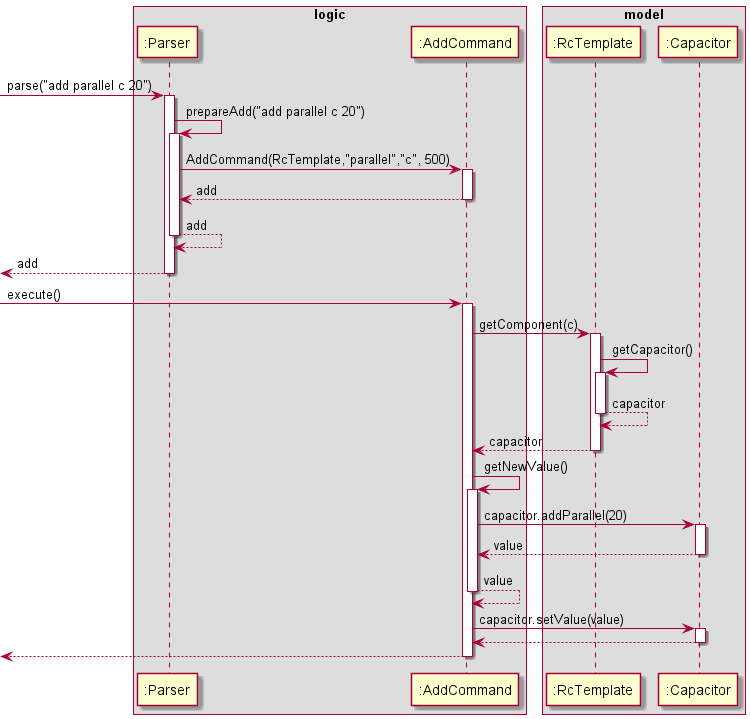 logic
model
:Parser
:AddCommand
:RcTemplate
:Capacitor
parse("add parallel c 20")
prepareAdd("add parallel c 20")
AddCommand(RcTemplate,"parallel","c", 500)
add
add
add
execute()
getComponent(c)
getCapacitor()
capacitor
capacitor
getNewValue()
capacitor.addParallel(20)
value
value
capacitor.setValue(value)
:Parser
:AddCommand
:RcTemplate
:Capacitor